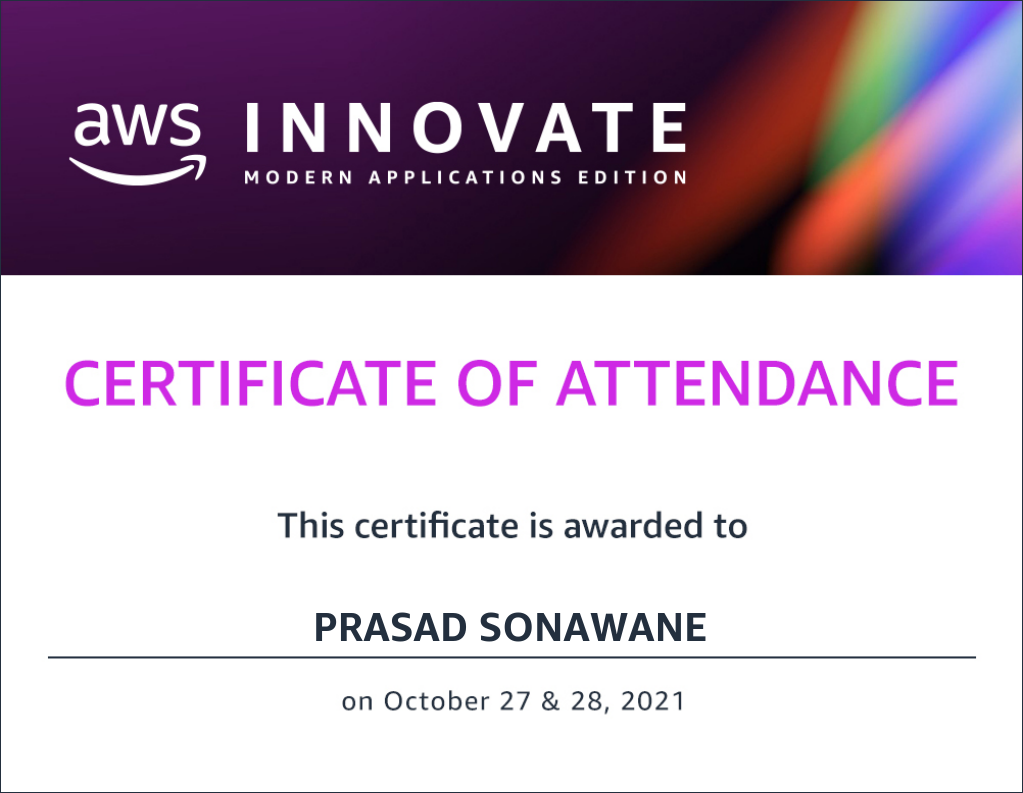 aws INNOVATE
MODERN APPLICATIONS EDITION
CERTIFICATE OF ATTENDANCE
This certificate is awarded to
PRASAD SONAWANE
on October 27 & 28, 2021